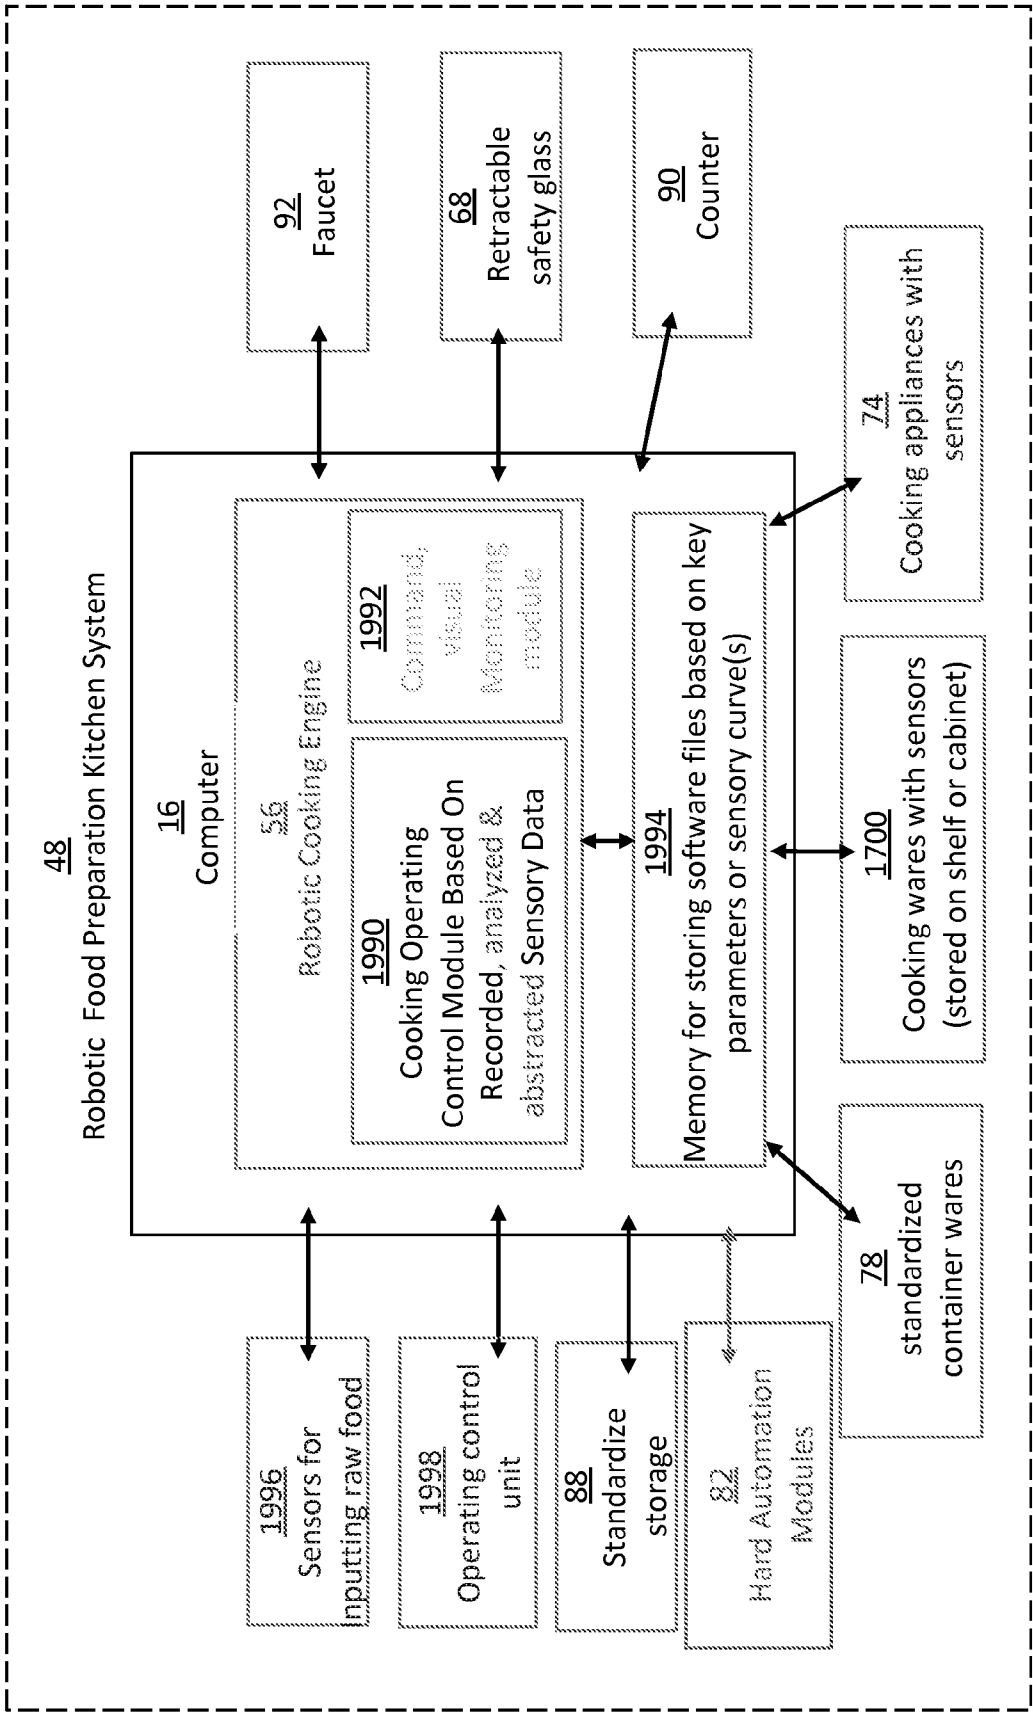 48
Robotic Food Preparation Kitchen System
16
Computer
56
Robotic Cooking Engine
1990
Cooking Operating
Control Module Based On
Recorded, analyzed &
abstracted Sensory Data
1992
Command,
visual
Monitoring
module
1994
Memory for storing software files based on key
parameters or sensory curve(s)
1996
Sensors for
inputting raw food
1998
Operating control
unit
88
Standardize
storage
82
Hard Automation
Modules
92
Faucet
68
Retractable
safety glass
90
Counter
78
standardized
container wares
1700
Cooking wares with sensors
(stored on shelf or cabinet)
74
Cooking appliances with
sensors